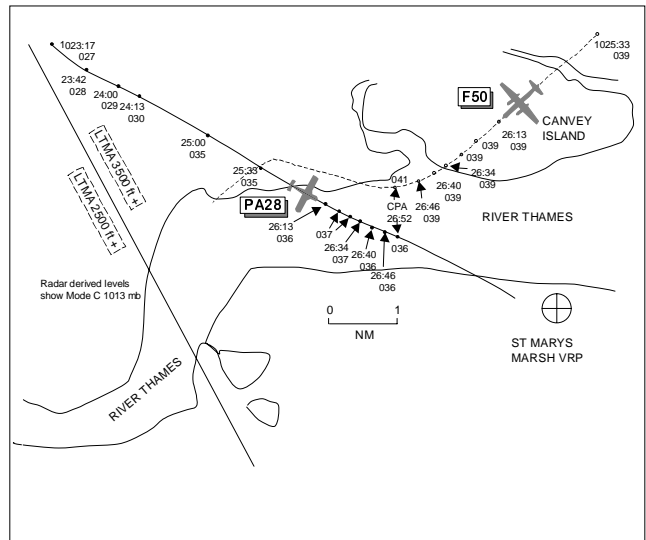 1023:17
027
23:42
028
24:00
029
24:13
030
25:00
035
25:35
035
1025:33
039
F50
CANVEY
ISLAND
26:13
039
039
039
26:34
039
26:40
039
26:46
039
041
CPA
26:52
RIVER THAMES
PA28
26:13
036
037
26:34
037
26:40
036
26:46
036
036
LTMA 3500 ft +
LTMA 2500 ft +
Radar derived levels
show Mode C 1013 mb
0 1
NM
ST MARYS
MARSH VRP
RIVER THAMES